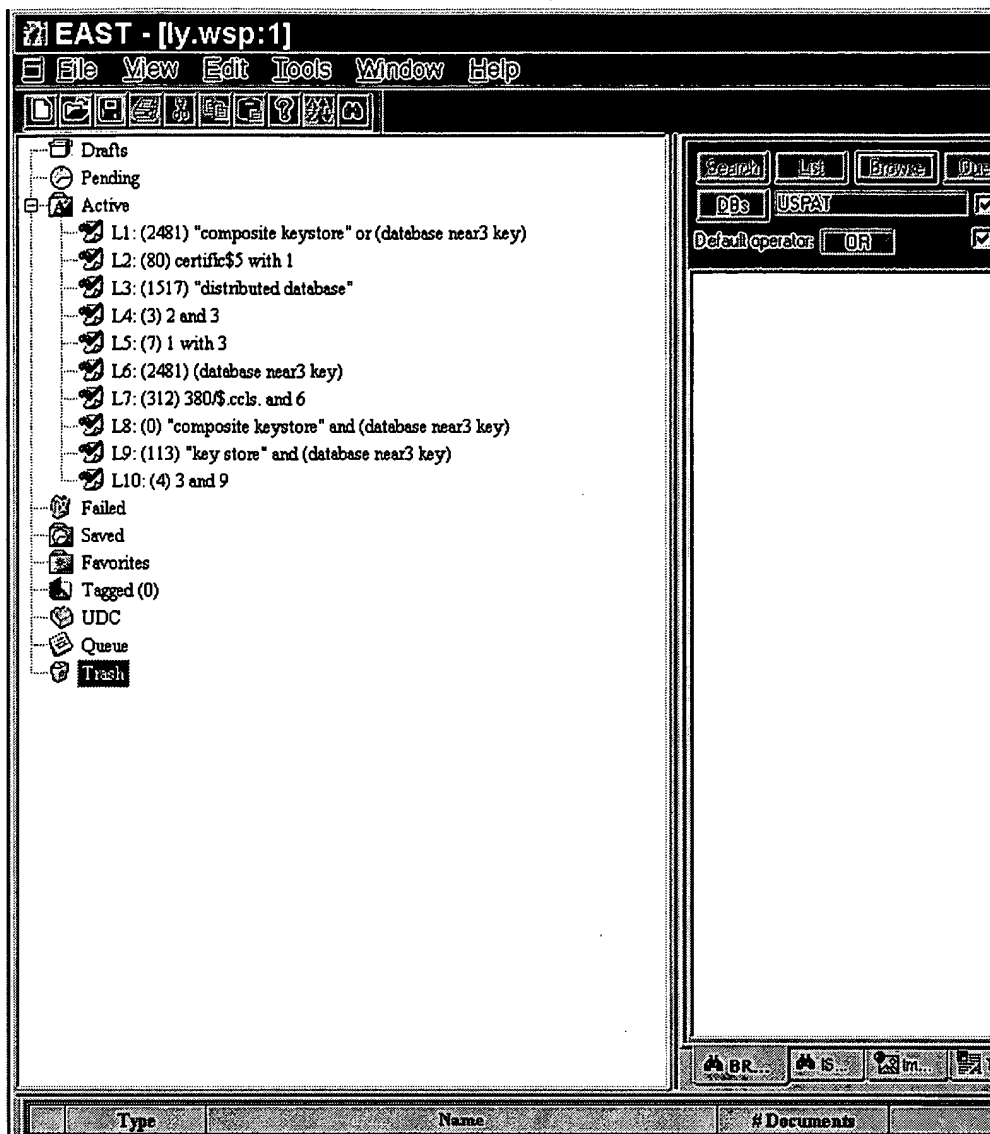 EAST - [ly.wsp:1]
File View Edit Tools Window Help
Drafts
Pending
Active
L1: (2481) "composite keystore" or (database near3 key)
L2: (80) certific$5 with 1
L3: (1517) "distributed database"
L4: (3) 2 and 3
L5: (7) 1 with 3
L6: (2481) (database near3 key)
L7: (312) 380/$.ccls. and 6
L8: (0) "composite keystore" and (database near3 key)
L9: (113) "key store" and (database near3 key)
L10: (4) 3 and 9
Failed
Saved
Favorites
Tagged (0)
UDC
Queue
Trash
Search List Browse Que
DBs USPAT
Default operator: OR
BR... IS... Im...
Type Name # Documents